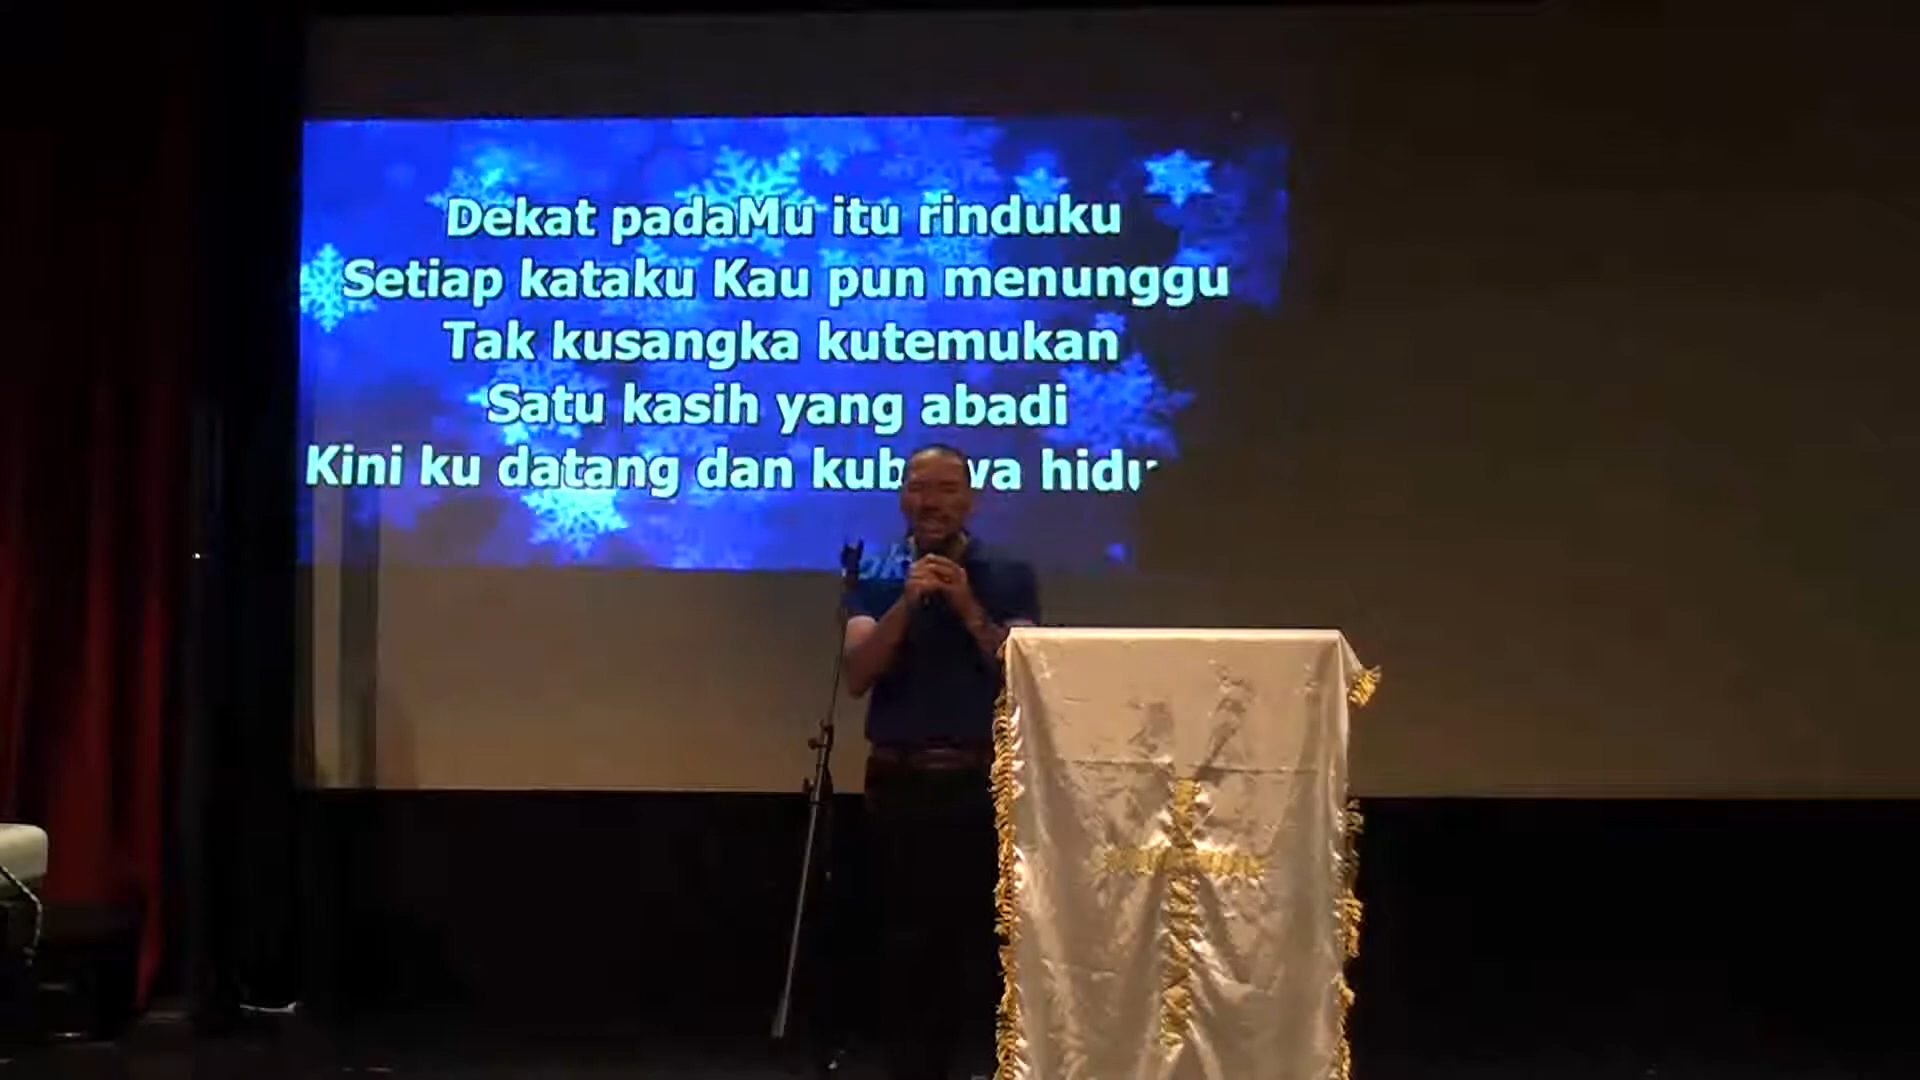 Dekat padaMu itu rinduku
Setiap kataku Kau pun menunggu
Tak kusangka kutemukan
Satu kasih yang abadi
Kini ku datang dan